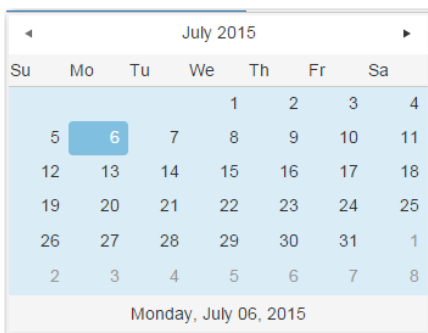 ◄ July 2015 ►
Su Mo Tu We Th Fr Sa
1 2 3 4
5 6 7 8 9 10 11
12 13 14 15 16 17 18
19 20 21 22 23 24 25
26 27 28 29 30 31 1
2 3 4 5 6 7 8
Monday, July 06, 2015